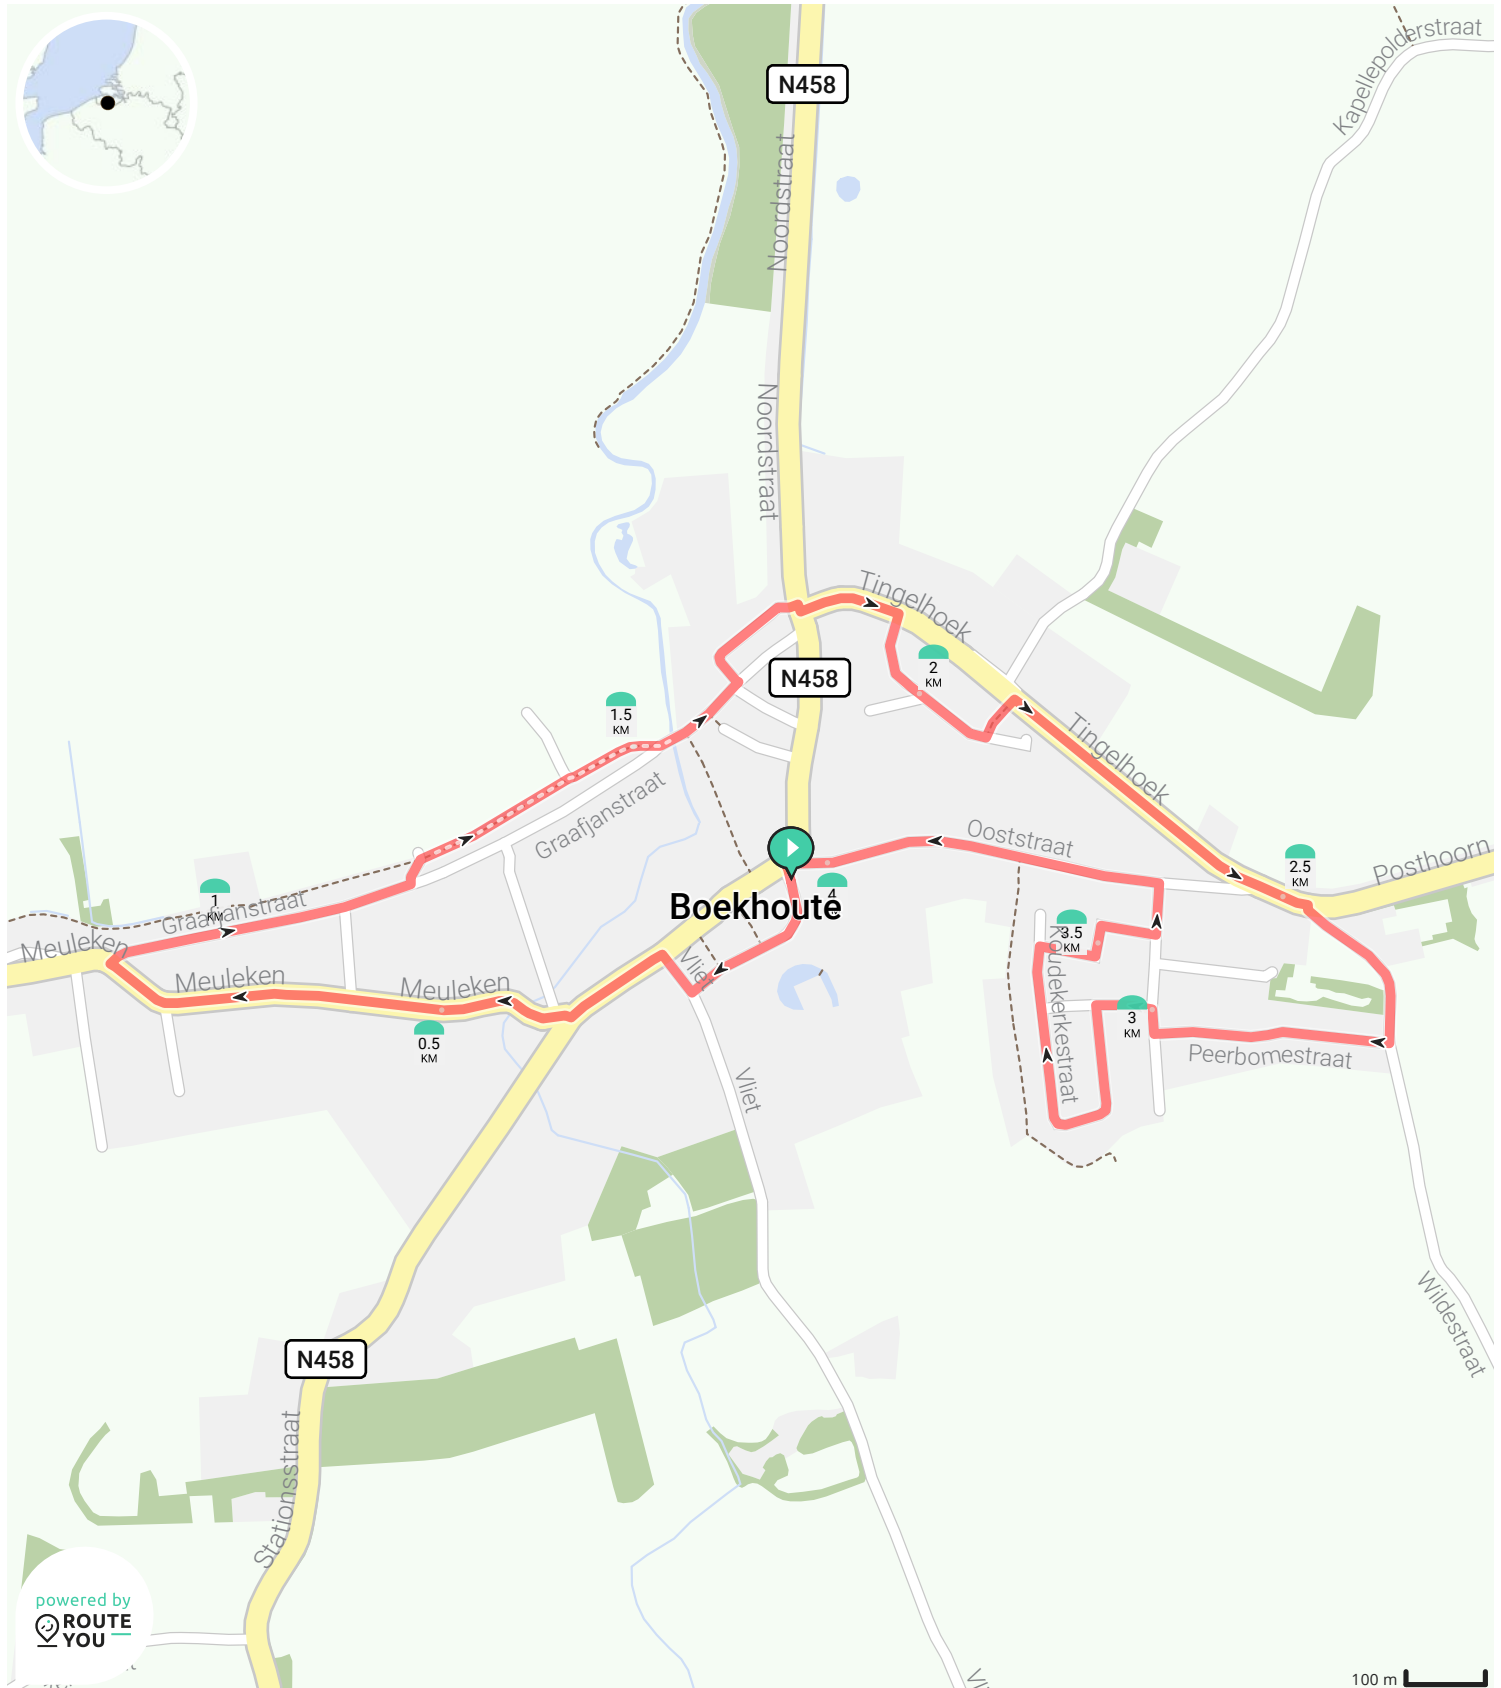 Kapellepolderstraat
N458
Noordstraat
Noordstraat
Tingelhoek
N458
2
KM
1.5
KM
Tingelhoek
Graafjanstraat
Ooststraat
2.5
KM
Posthoorn
1
KM
Graafjanstraat
4
Boekhoute
3.5
KM
Meuleken
Vliet
Meuleken
Meuleken
Koudekerkestraat
0.5
KM
3
KM
Peerbomestraat
Vliet
Wildestraat
N458
Stationsstraat
powered by
ROUTE
YOU
100 m